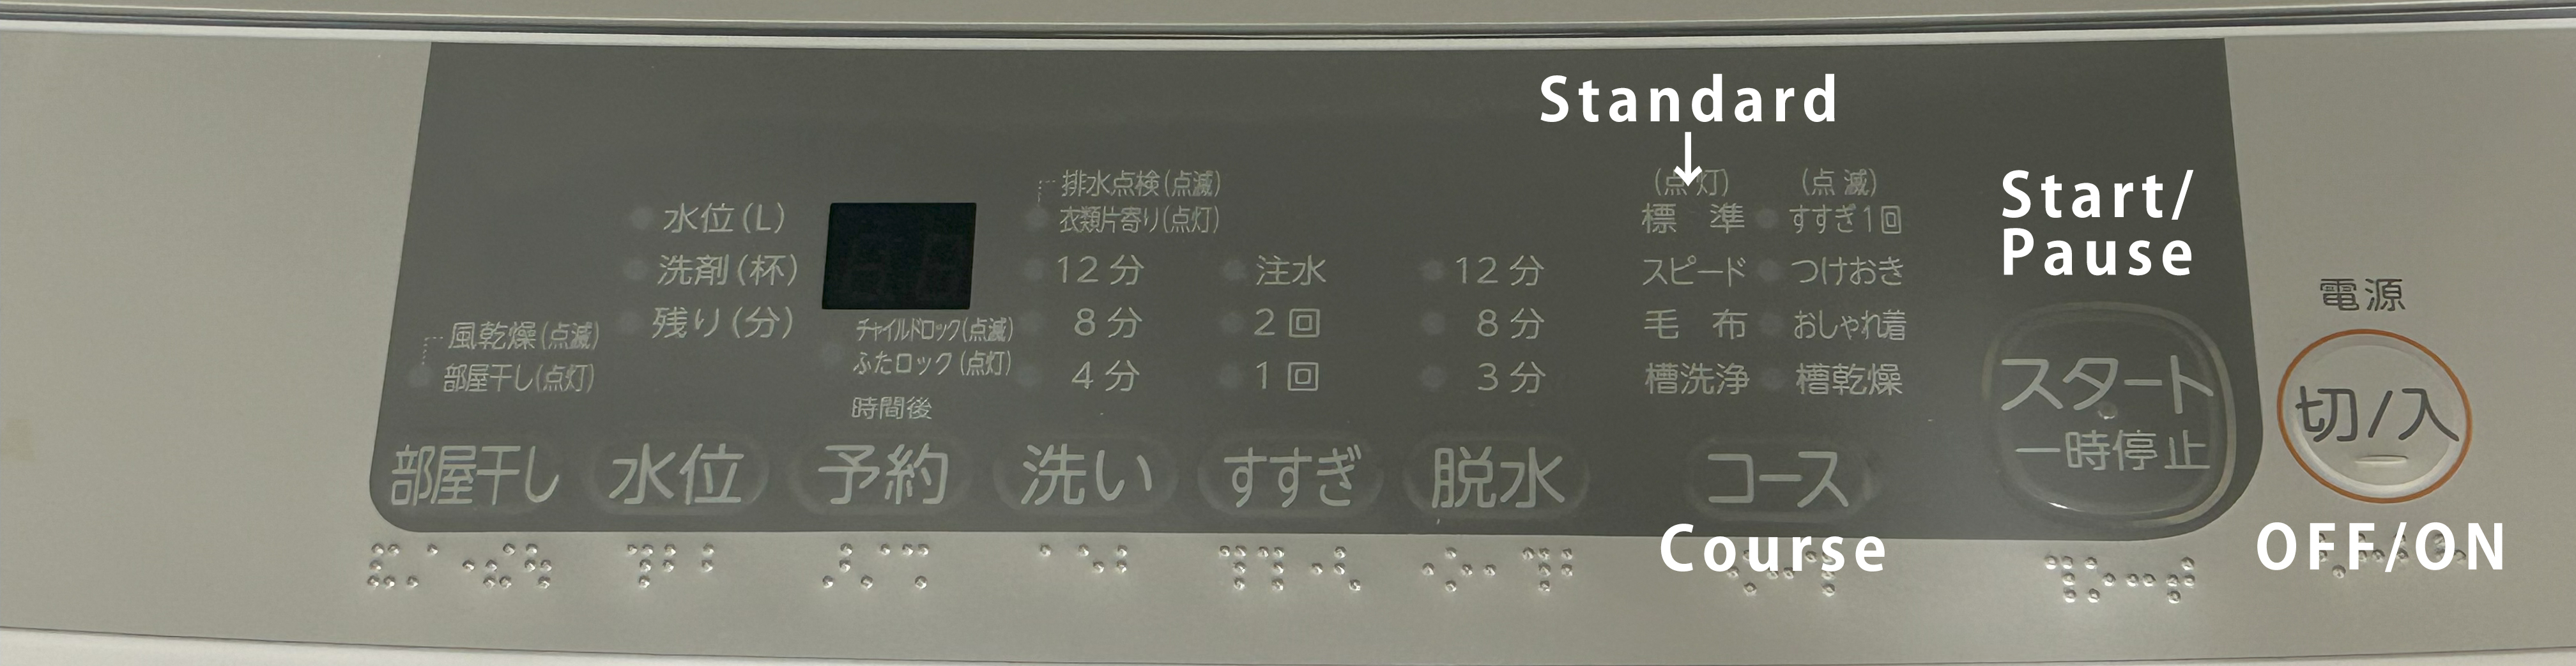 Standard
↓
排水点検(点滅)
衣類片寄り(点灯)
(点灯)
(点滅)
水位(L)
洗剤(杯)
残り(分)
12分
8分
4分
注水
2回
1回
12分
8分
3分
標準
すすぎ1回
スピード
つけおき
毛布
おしゃれ着
槽洗浄
槽乾燥
Start/
Pause
電源
風乾燥(点滅)
部屋干し(点灯)
チャイルドロック(点滅)
ふたロック(点灯)
時間後
部屋干し
水位
予約
洗い
すすぎ
脱水
コース
スタート
一時停止
切/入
Course
OFF/ON